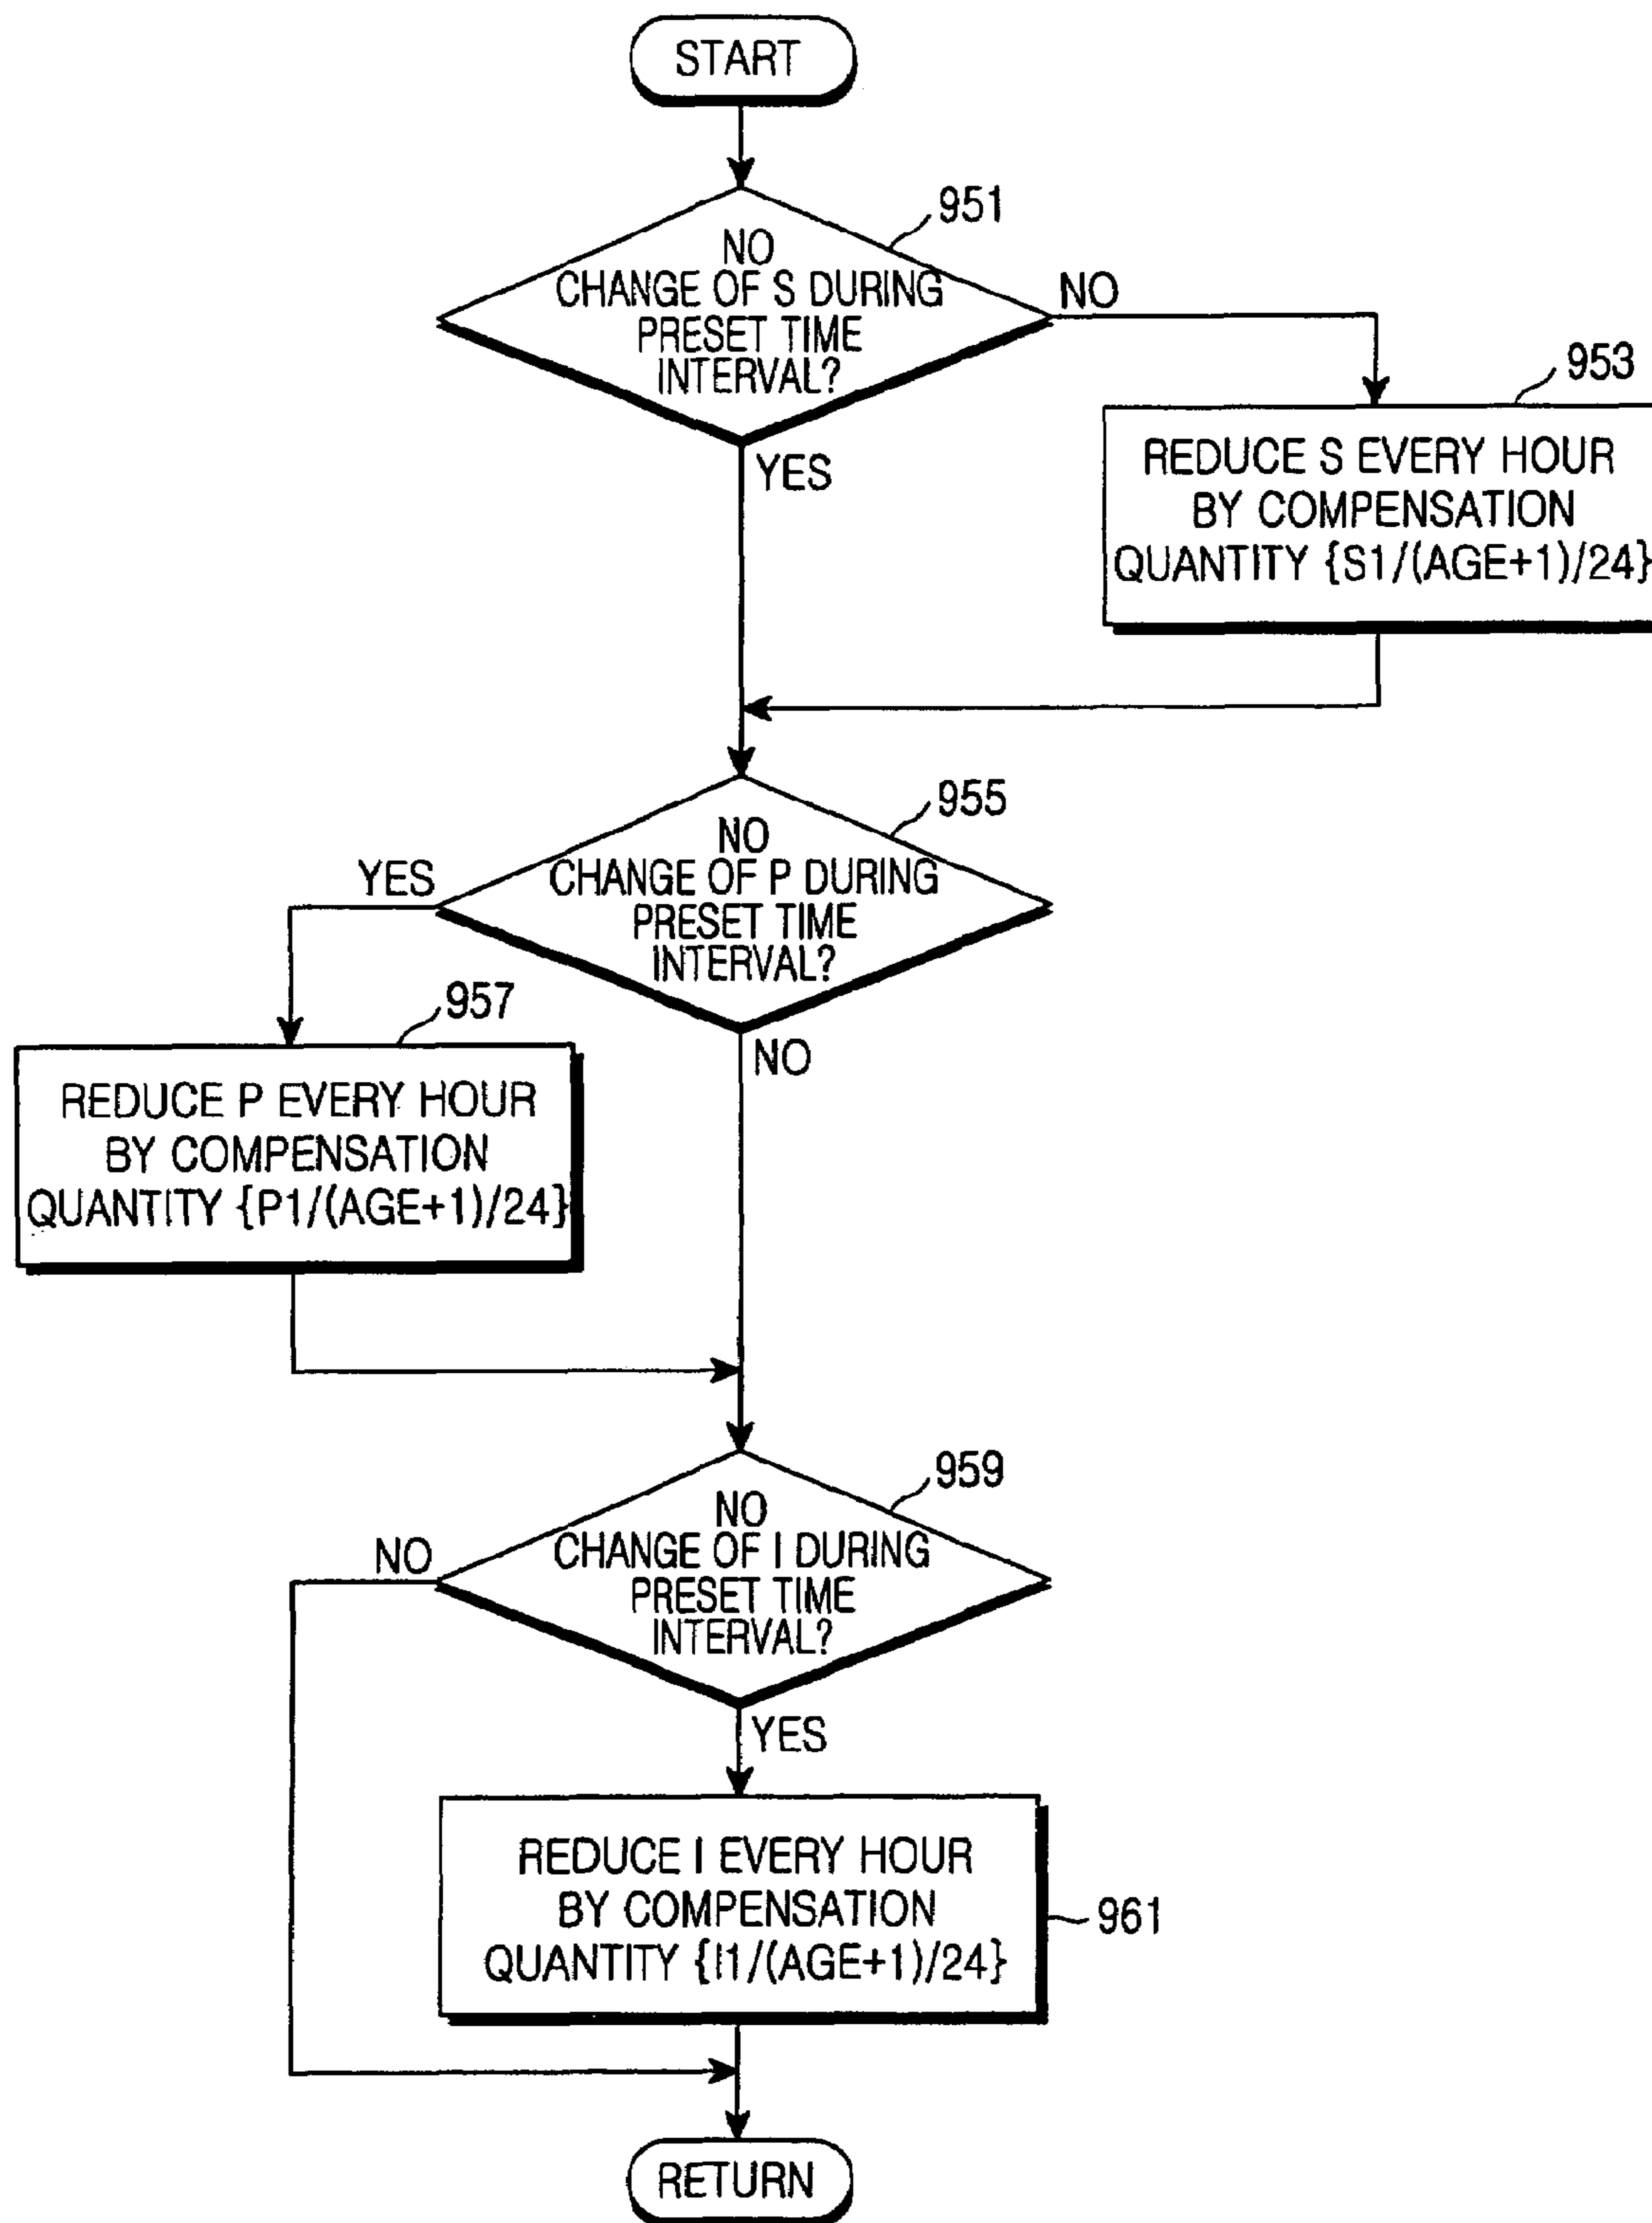 START
951
NO
CHANGE OF S DURING
PRESET TIME
INTERVAL?
NO
YES
953
REDUCE S EVERY HOUR
BY COMPENSATION
QUANTITY {S1/(AGE+1)/24}
955
NO
CHANGE OF P DURING
PRESET TIME
INTERVAL?
YES
NO
957
REDUCE P EVERY HOUR
BY COMPENSATION
QUANTITY {P1/(AGE+1)/24}
959
NO
CHANGE OF I DURING
PRESET TIME
INTERVAL?
NO
YES
REDUCE I EVERY HOUR
BY COMPENSATION
QUANTITY {I1/(AGE+1)/24}
961
RETURN